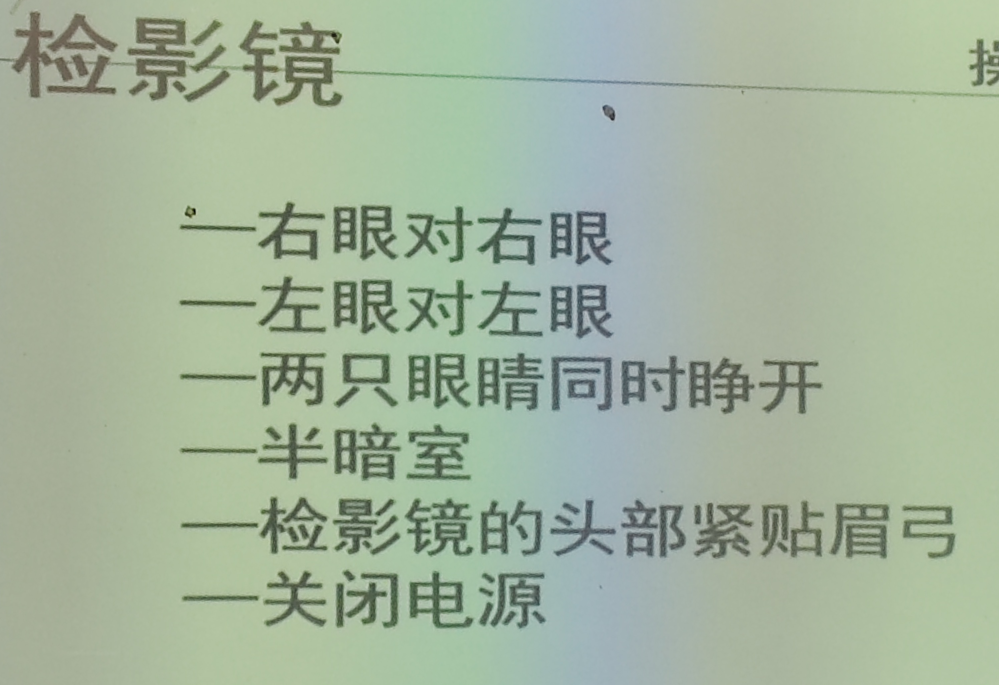 检影镜
—右眼对右眼
—左眼对左眼
—两只眼睛同时睁开
—半暗室
—检影镜的头部紧贴眉弓
—关闭电源